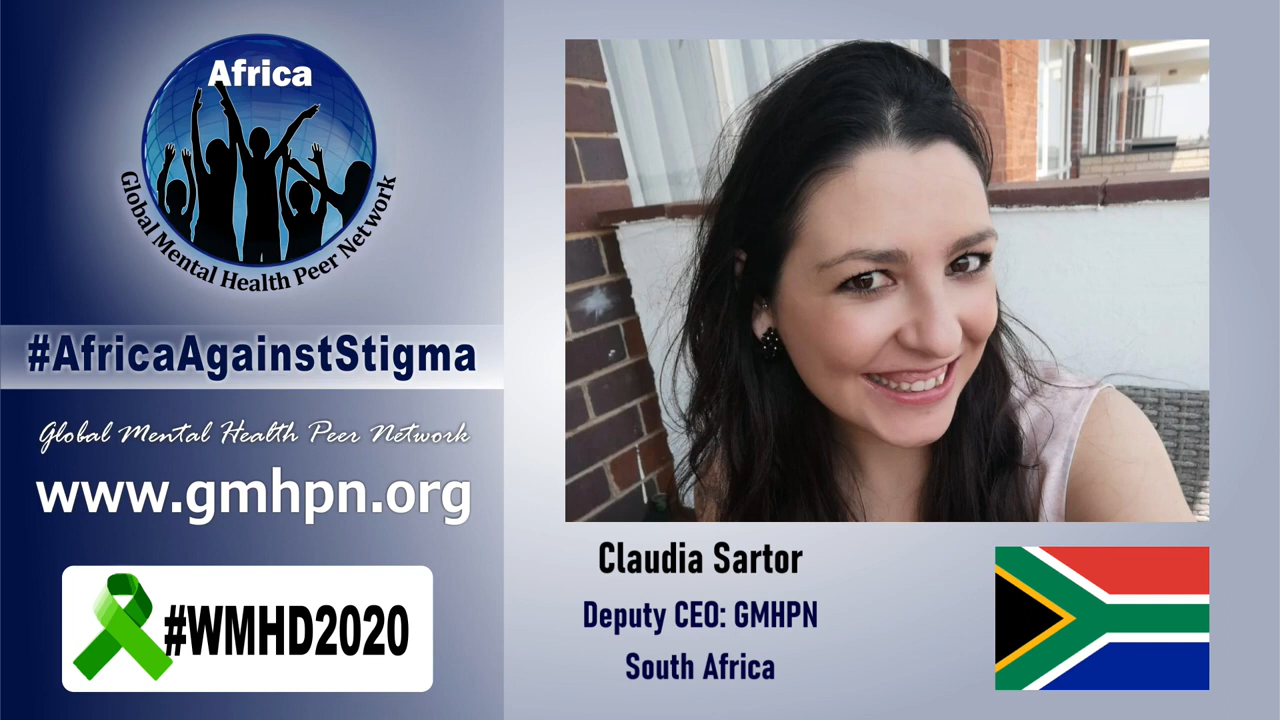 Africa
Global Mental Health Peer Network
#AfricaAgainstStigma
Global Mental Health Peer Network
www.gmhpn.org
#WMHD2020
Claudia Sartor
Deputy CEO: GMHPN
South Africa